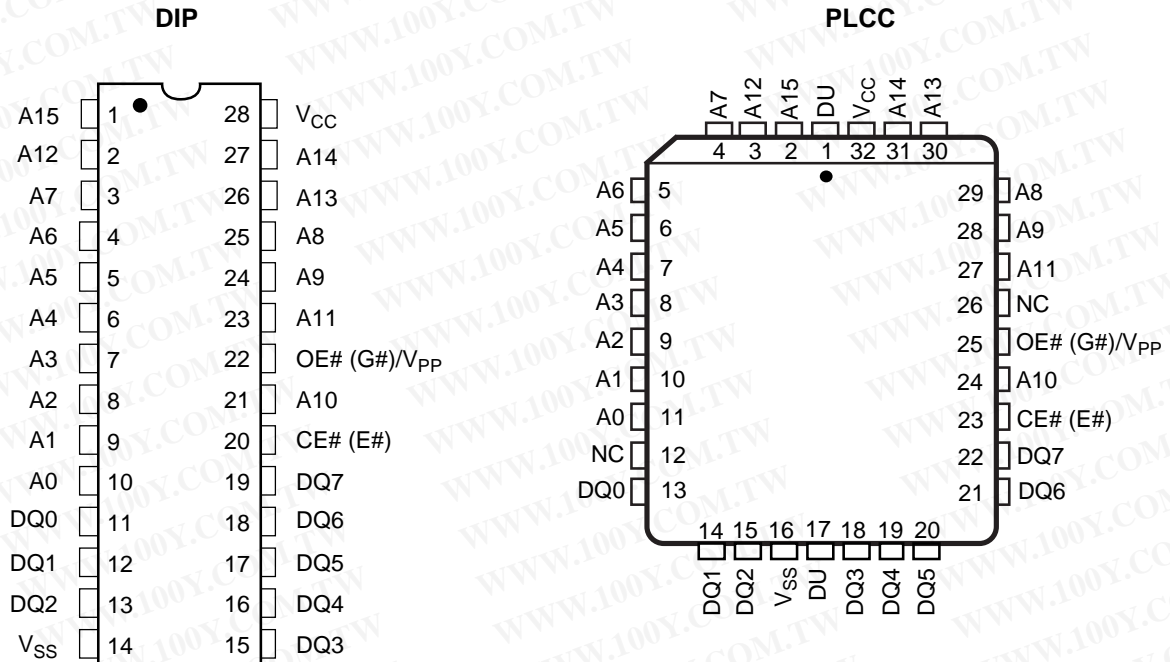 DIP
A15 1 28 VCC
A12 2 27 A14
A7 3 26 A13
A6 4 25 A8
A5 5 24 A9
A4 6 23 A11
A3 7 22 OE# (G#)/VPP
A2 8 21 A10
A1 9 20 CE# (E#)
A0 10 19 DQ7
DQ0 11 18 DQ6
DQ1 12 17 DQ5
DQ2 13 16 DQ4
VSS 14 15 DQ3
PLCC
A7 A12 A15 DU VCC A14 A13
4 3 2 1 32 31 30
A6 5 29 A8
A5 6 28 A9
A4 7 27 A11
A3 8 26 NC
A2 9 25 OE# (G#)/VPP
A1 10 24 A10
A0 11 23 CE# (E#)
NC 12 22 DQ7
DQ0 13 21 DQ6
14 15 16 17 18 19 20
DQ1 DQ2 VSS DU DQ3 DQ4 DQ5
WWW.100Y.COM.TW